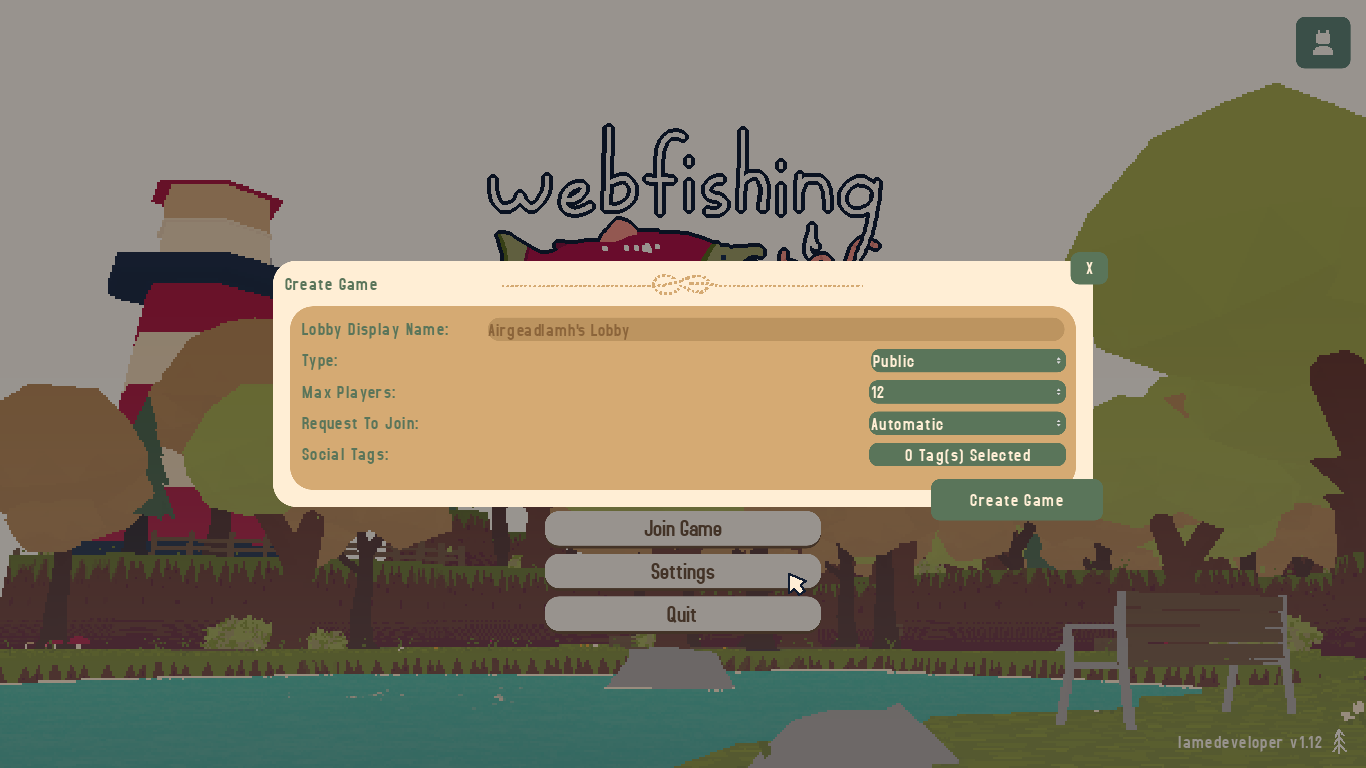 webfishing
Create Game
X
Lobby Display Name: Airgeadlamh's Lobby
Type: Public
Max Players: 12
Request To Join: Automatic
Social Tags: 0 Tag(s) Selected
Create Game
Join Game
Settings
Quit
lamedeveloper v1.12